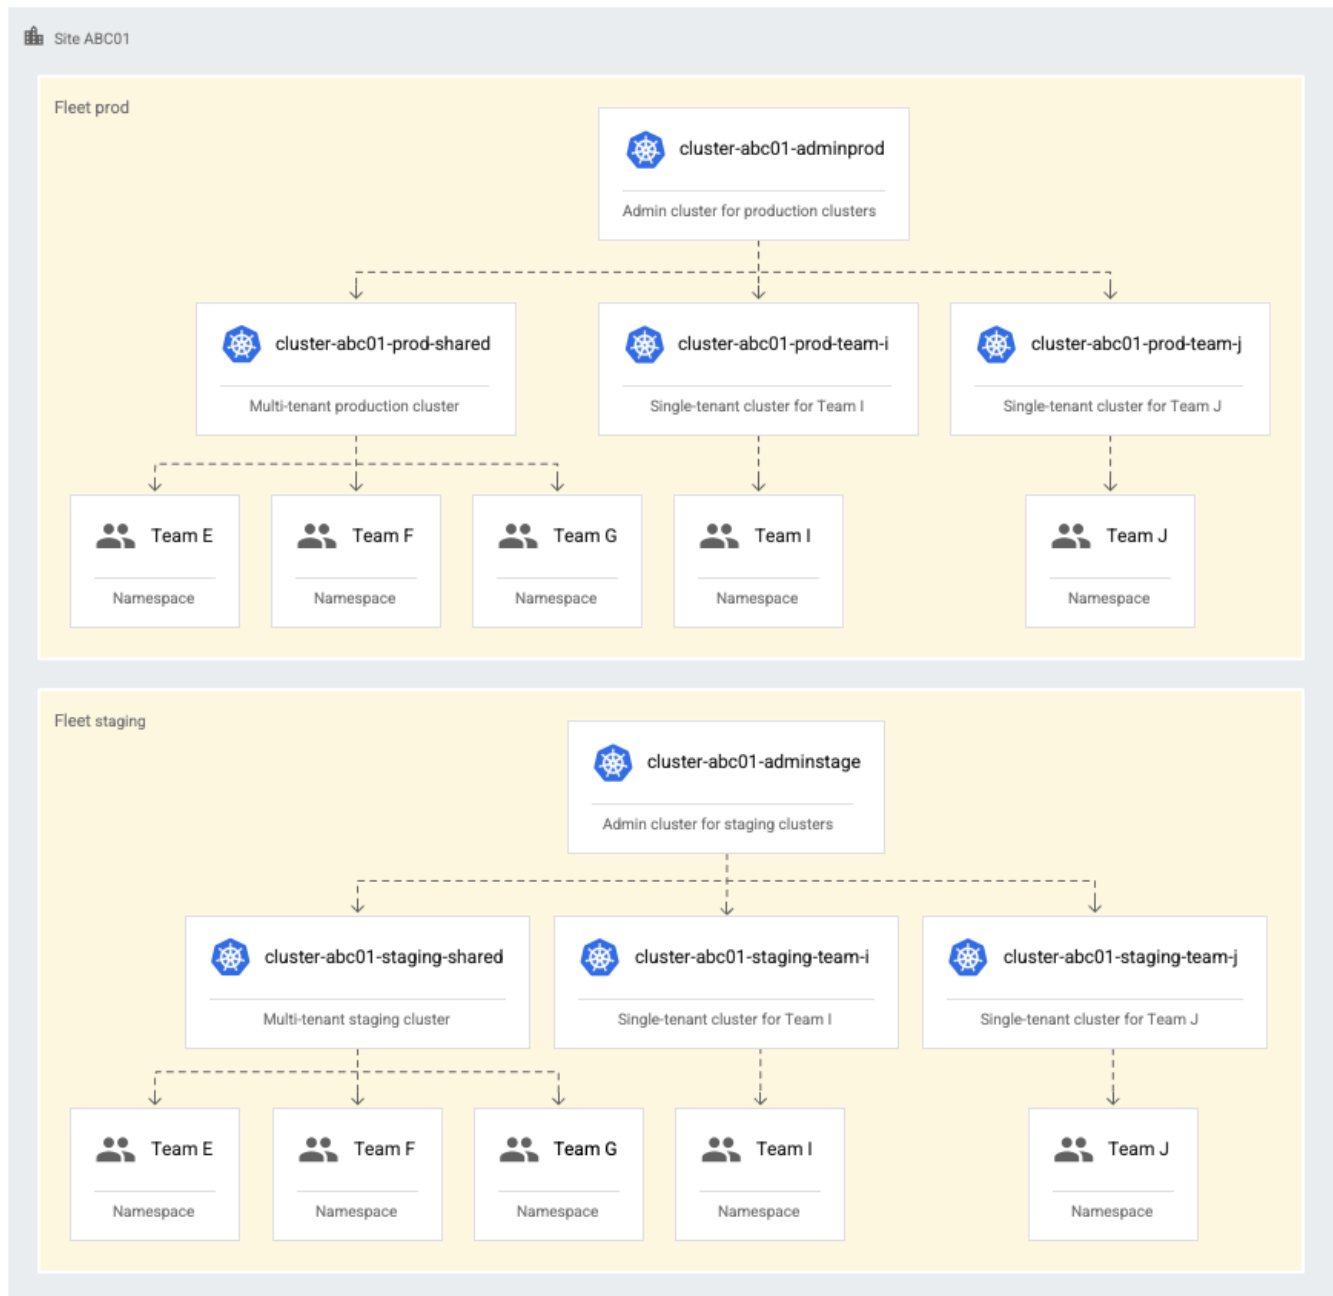 Site ABC01
Fleet prod
cluster-abc01-adminprod
Admin cluster for production clusters
cluster-abc01-prod-shared
Multi-tenant production cluster
cluster-abc01-prod-team-i
Single-tenant cluster for Team I
cluster-abc01-prod-team-j
Single-tenant cluster for Team J
Team E
Namespace
Team F
Namespace
Team G
Namespace
Team I
Namespace
Team J
Namespace
Fleet staging
cluster-abc01-adminstage
Admin cluster for staging clusters
cluster-abc01-staging-shared
Multi-tenant staging cluster
cluster-abc01-staging-team-i
Single-tenant cluster for Team I
cluster-abc01-staging-team-j
Single-tenant cluster for Team J
Team E
Namespace
Team F
Namespace
Team G
Namespace
Team I
Namespace
Team J
Namespace